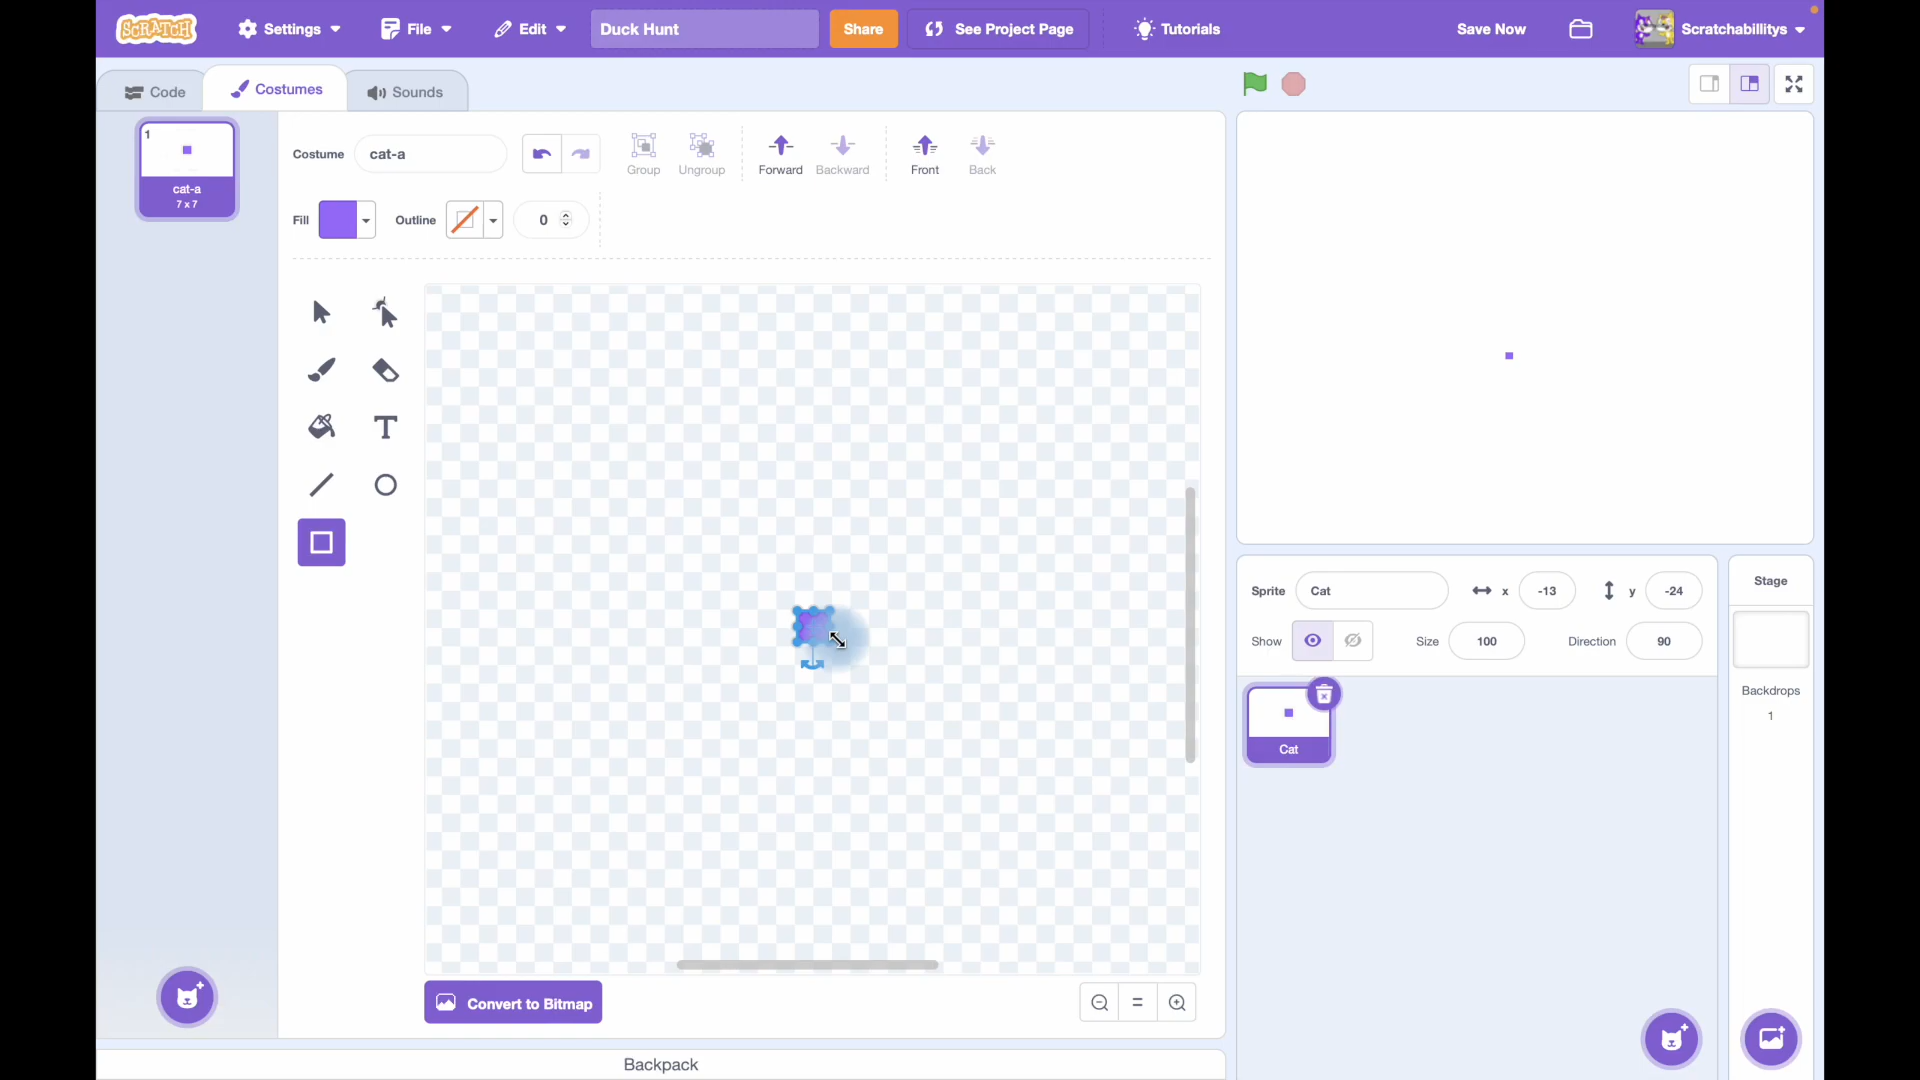 SCRATCH Settings File Edit Duck Hunt Share See Project Page Tutorials Save Now Scratchabillitys
Code Costumes Sounds
1
cat-a
7 x 7
Costume cat-a Group Ungroup Forward Backward Front Back
Fill Outline 0
T
Convert to Bitmap
Backpack
Sprite Cat x -13 y -24
Show Size 100 Direction 90
Cat
Stage
Backdrops
1